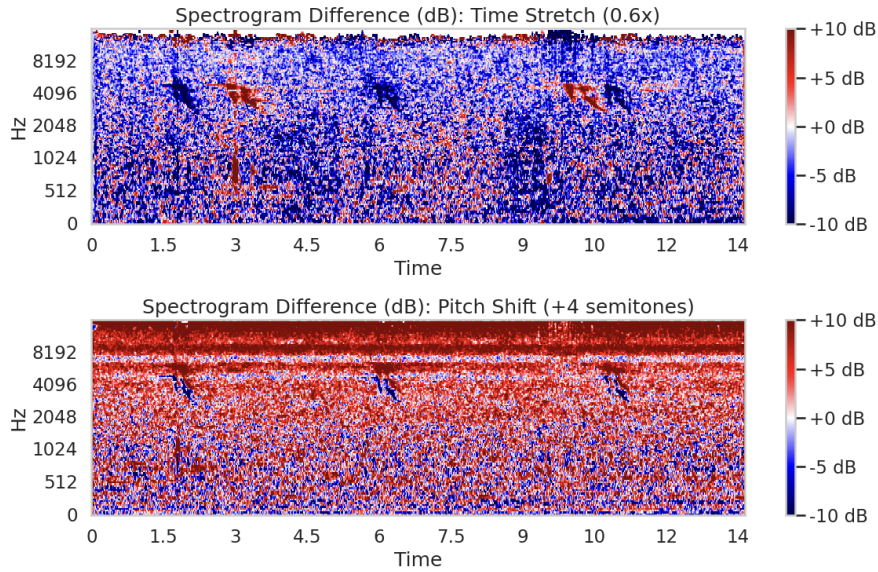 Spectrogram Difference (dB): Time Stretch (0.6x)
Hz
8192
4096
2048
1024
512
0
0 1.5 3 4.5 6 7.5 9 10 12 14
Time
+10 dB
+5 dB
+0 dB
-5 dB
-10 dB
Spectrogram Difference (dB): Pitch Shift (+4 semitones)
Hz
8192
4096
2048
1024
512
0
0 1.5 3 4.5 6 7.5 9 10 12 14
Time
+10 dB
+5 dB
+0 dB
-5 dB
-10 dB